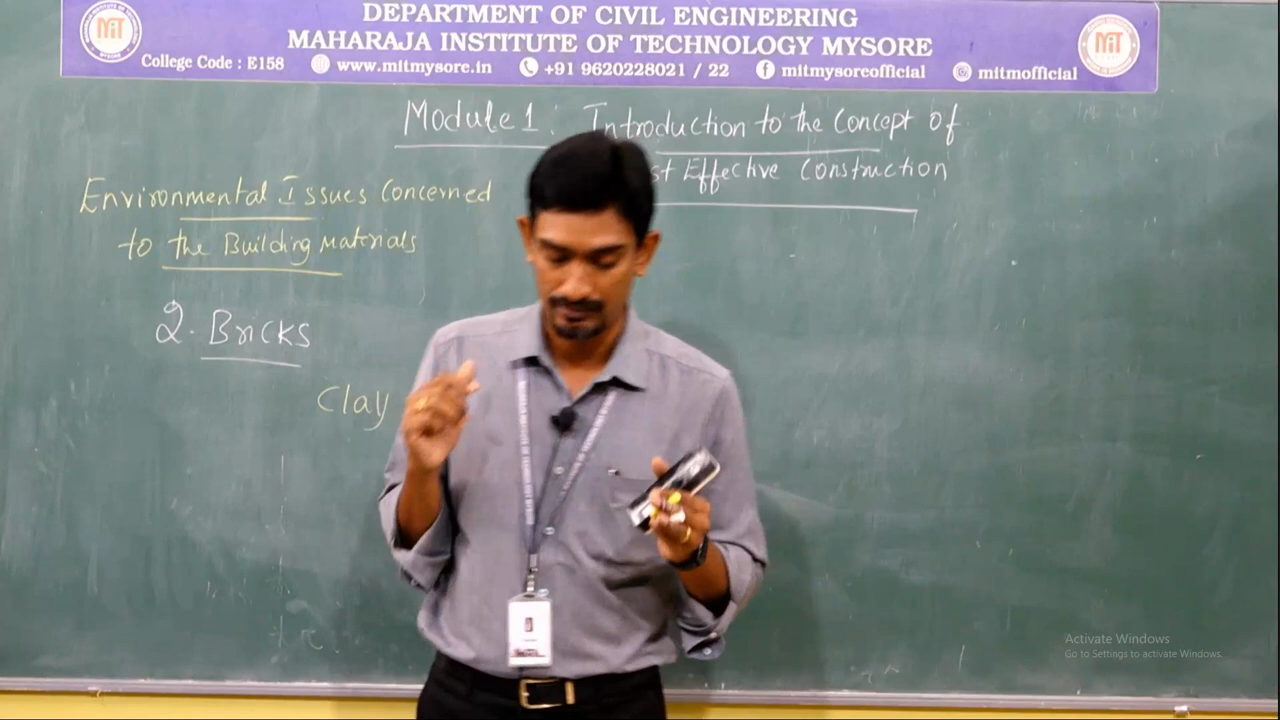 DEPARTMENT OF CIVIL ENGINEERING
MAHARAJA INSTITUTE OF TECHNOLOGY MYSORE
College Code : E158 www.mitmysore.in +91 9620228021 / 22 mitmysoreofficial mitmofficial
MiT
MiT
Module 1: Introduction to the Concept of
st Effective Construction
Environmental Issues Concerned
to the Building Materials
2. Bricks
Clay
Activate Windows
Go to Settings to activate Windows.